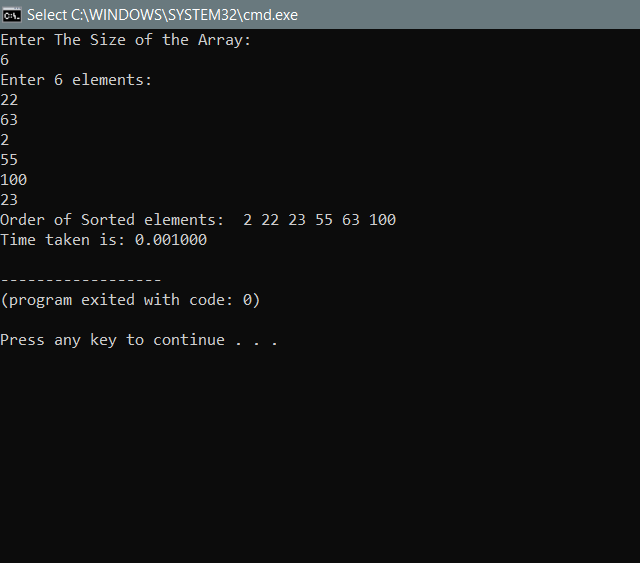 Select C:\WINDOWS\SYSTEM32\cmd.exe
Enter The Size of the Array:
6
Enter 6 elements:
22
63
2
55
100
23
Order of Sorted elements:  2 22 23 55 63 100
Time taken is: 0.001000
------------------
(program exited with code: 0)
Press any key to continue . . .